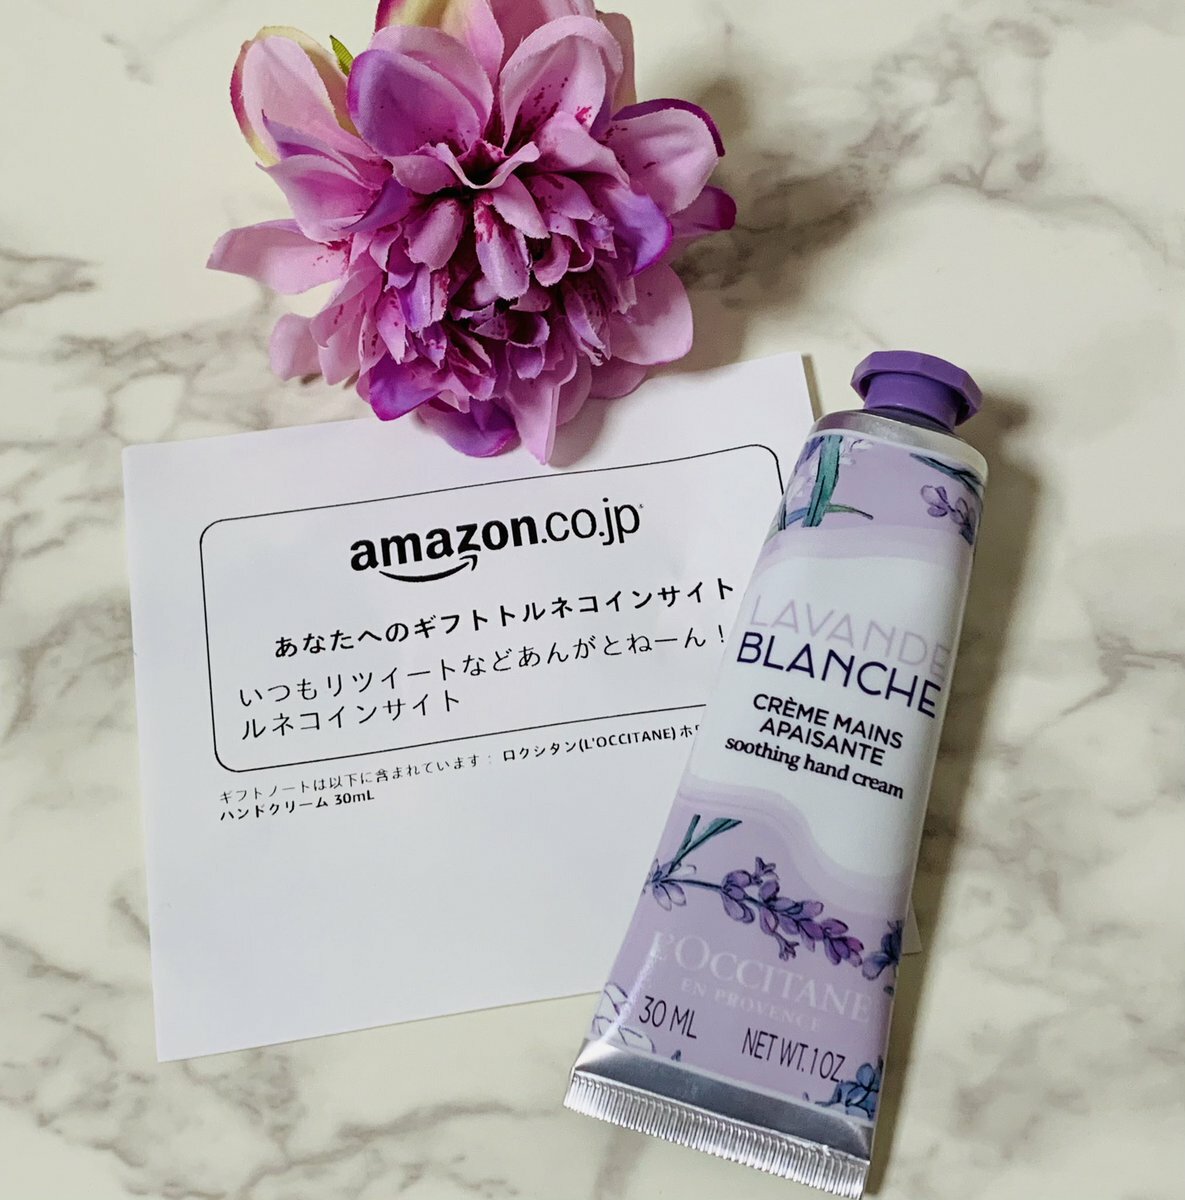 amazon.co.jp
あなたへのギフトトルネコインサイト
いつもリツイートなどあんがとねーん！
ルネコインサイト
ギフトノートは以下に含まれています： ロクシタン(L'OCCITANE) ホ
ハンドクリーム 30mL
LAVANDE
BLANCHE
CRÈME MAINS
APAISANTE
soothing hand cream
L'OCCITANE
EN PROVENCE
30 ML NET WT. 1 OZ.